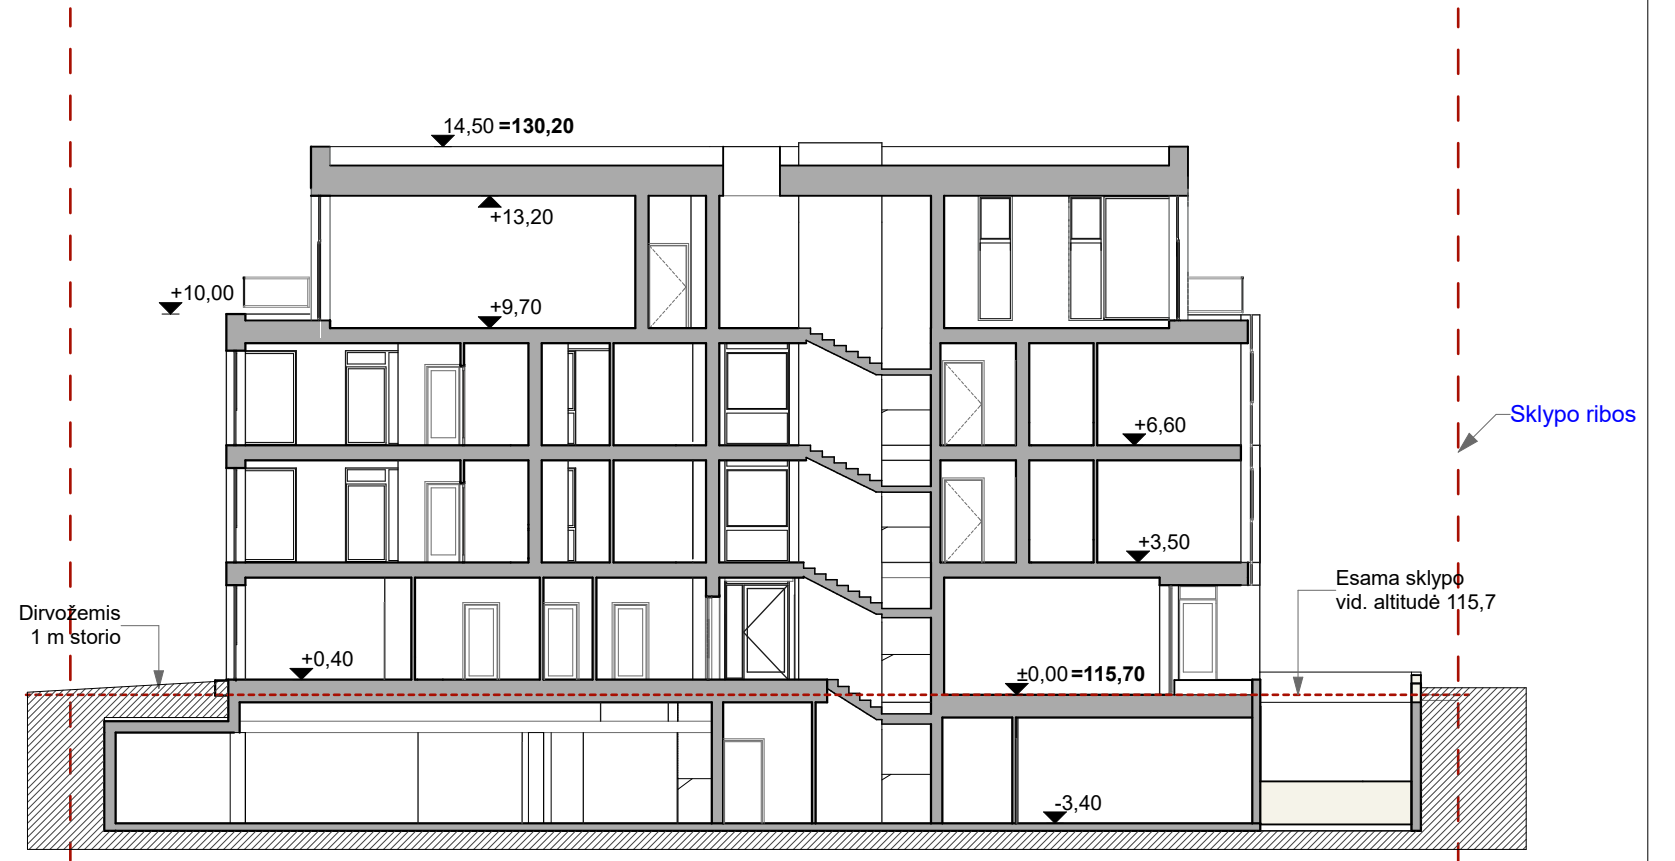 14,50 =130,20
+13,20
+10,00
+9,70
Sklypo ribos
+6,60
+3,50
Esama sklypo
vid. altitudė 115,7
Dirvožemis
1 m storio
+0,40
±0,00 =115,70
-3,40